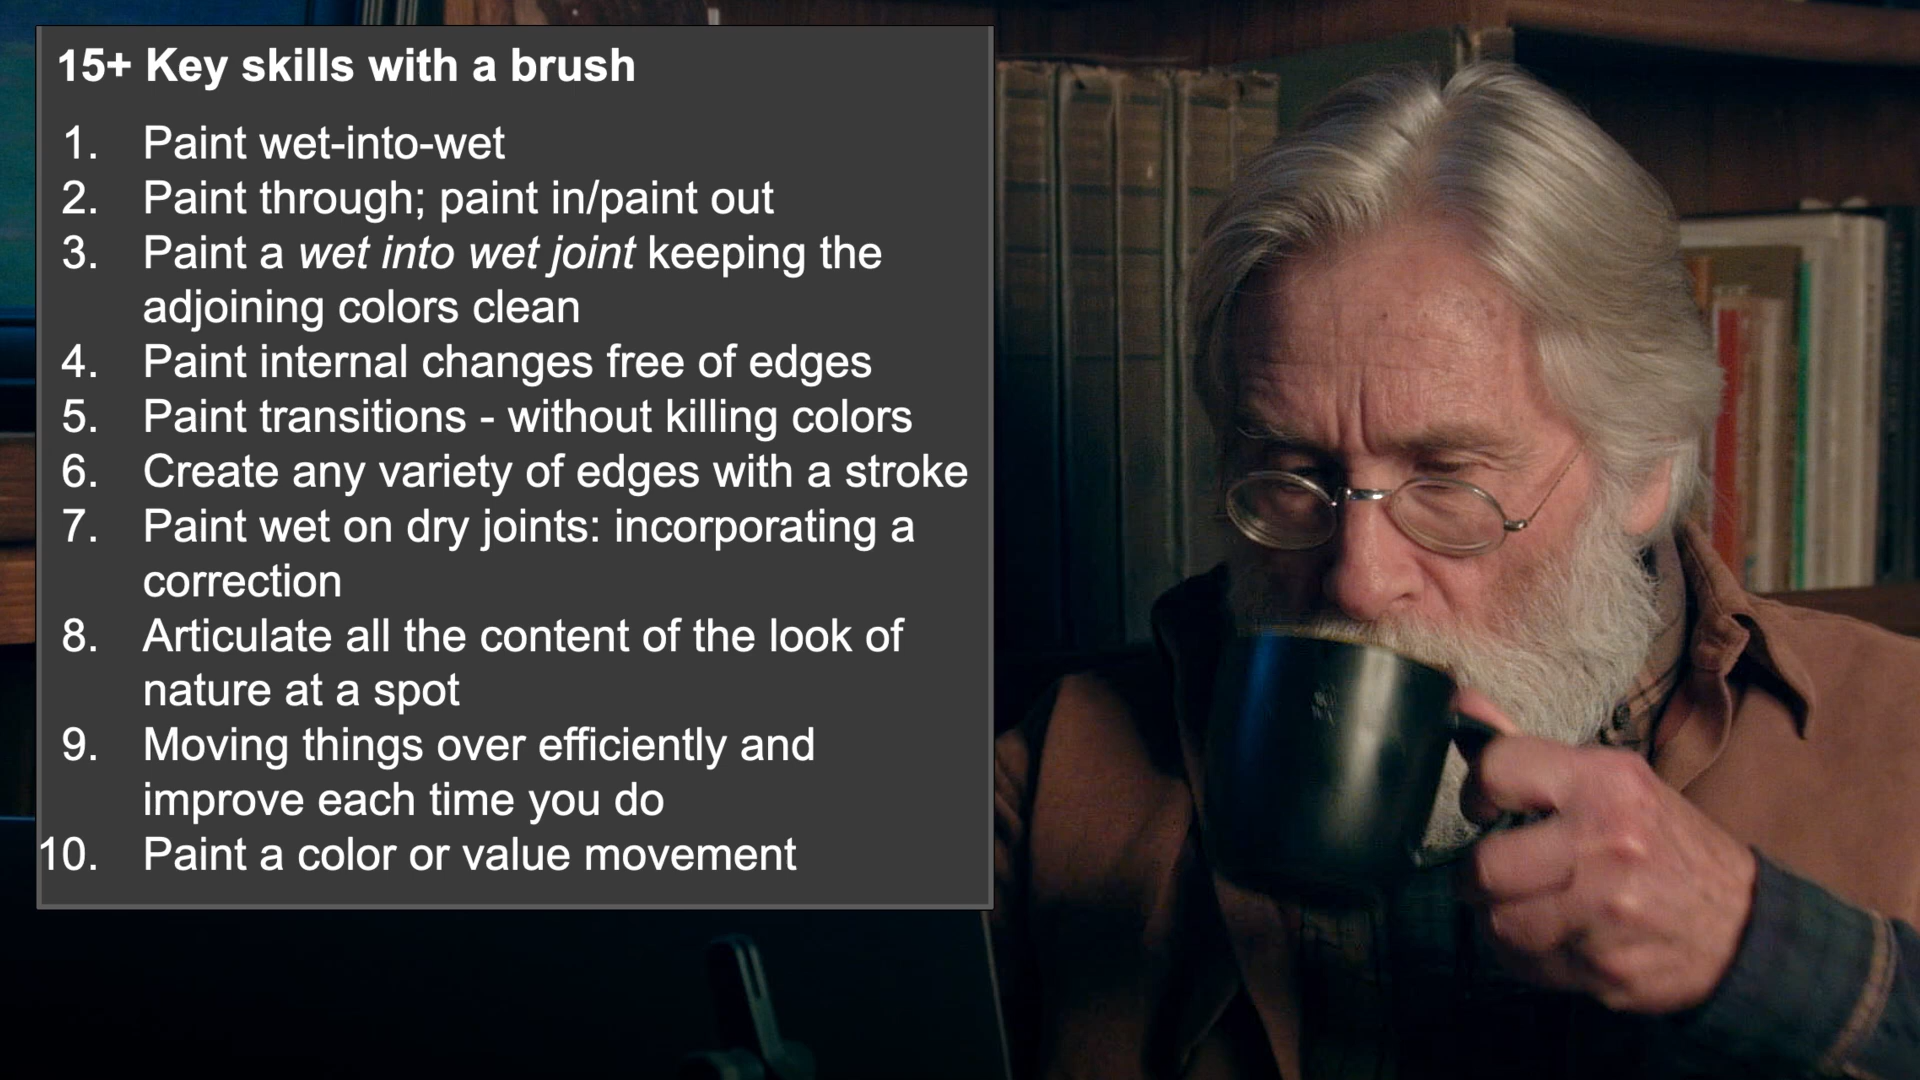 15+ Key skills with a brush
1. Paint wet-into-wet
2. Paint through; paint in/paint out
3. Paint a wet into wet joint keeping the
adjoining colors clean
4. Paint internal changes free of edges
5. Paint transitions - without killing colors
6. Create any variety of edges with a stroke
7. Paint wet on dry joints: incorporating a
correction
8. Articulate all the content of the look of
nature at a spot
9. Moving things over efficiently and
improve each time you do
10. Paint a color or value movement